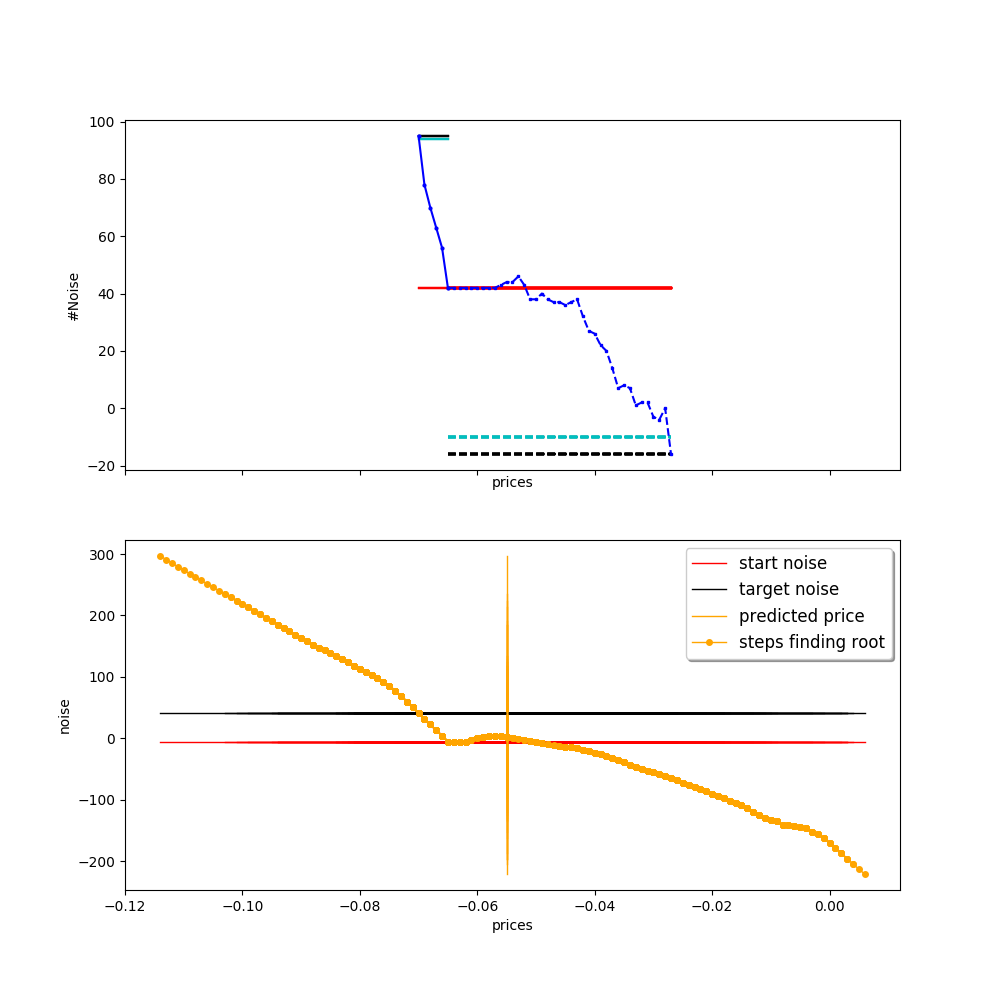 100
80
60
40
20
0
−20
#Noise
prices
300
200
100
0
−100
−200
noise
start noise
target noise
predicted price
steps finding root
−0.12 −0.10 −0.08 −0.06 −0.04 −0.02 0.00
prices